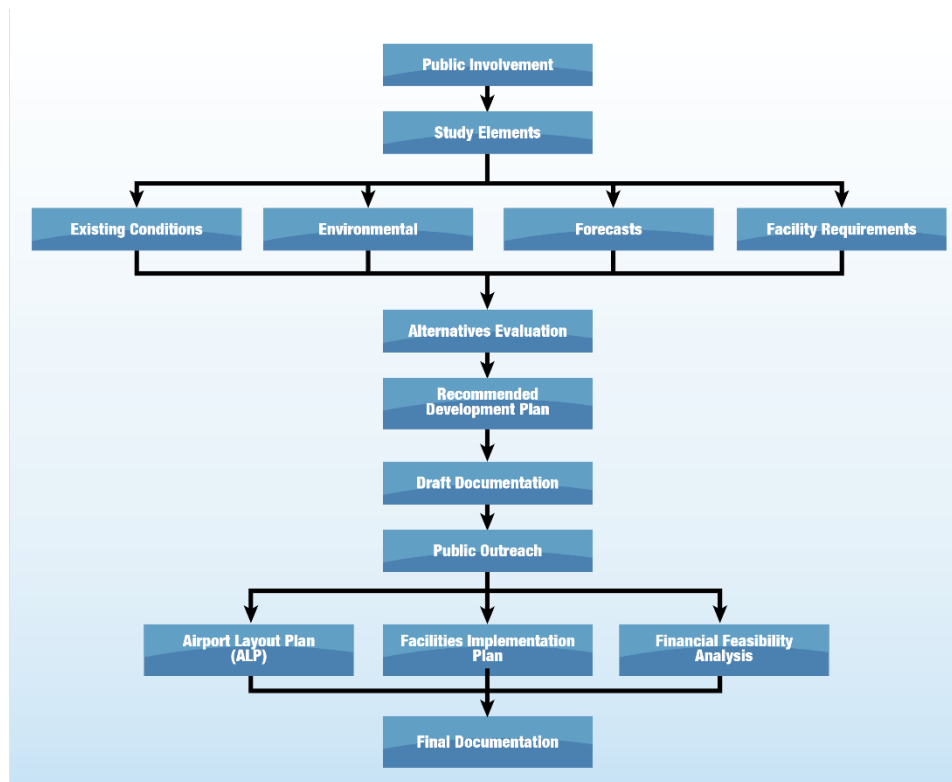 Public Involvement
Study Elements
Existing Conditions
Environmental
Forecasts
Facility Requirements
Alternatives Evaluation
Recommended
Development Plan
Draft Documentation
Public Outreach
Airport Layout Plan
(ALP)
Facilities Implementation
Plan
Financial Feasibility
Analysis
Final Documentation